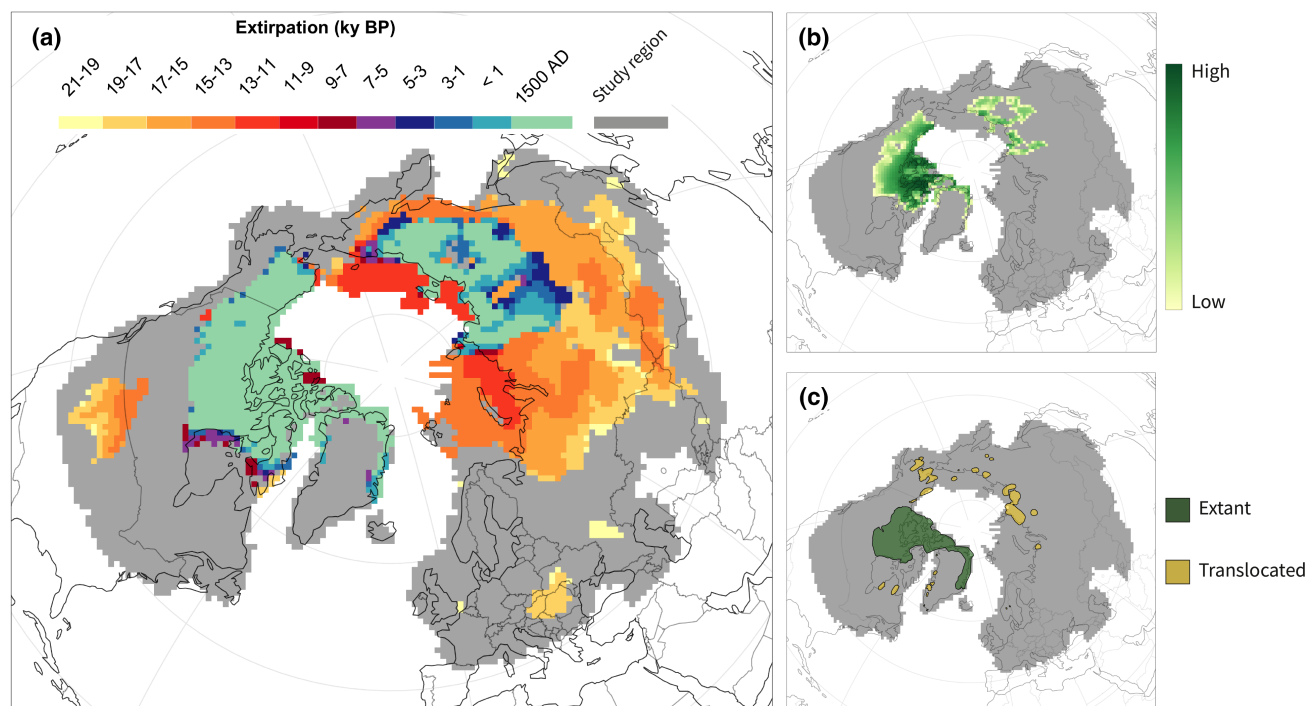 (a)
Extirpation (ky BP)
21-19
19-17
17-15
15-13
13-11
11-9
9-7
7-5
5-3
3-1
< 1
1500 AD
Study region
(b)
High
Low
(c)
Extant
Translocated